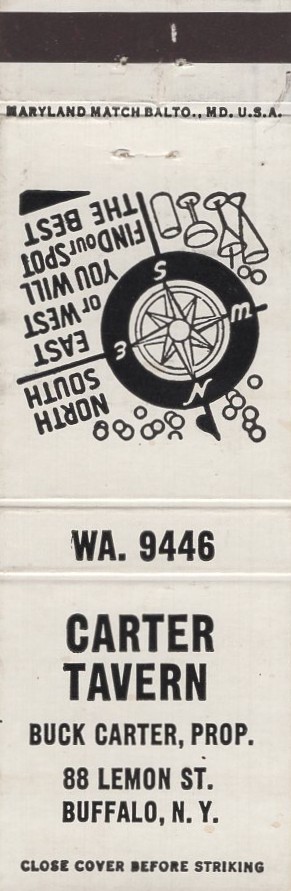 MARYLAND MATCH BALTO., MD. U.S.A.
NORTH
SOUTH
EAST
or WEST
YOU WILL
FIND our SPOT
THE BEST
N
E
S
W
WA. 9446
CARTER
TAVERN
BUCK CARTER, PROP.
88 LEMON ST.
BUFFALO, N. Y.
CLOSE COVER BEFORE STRIKING